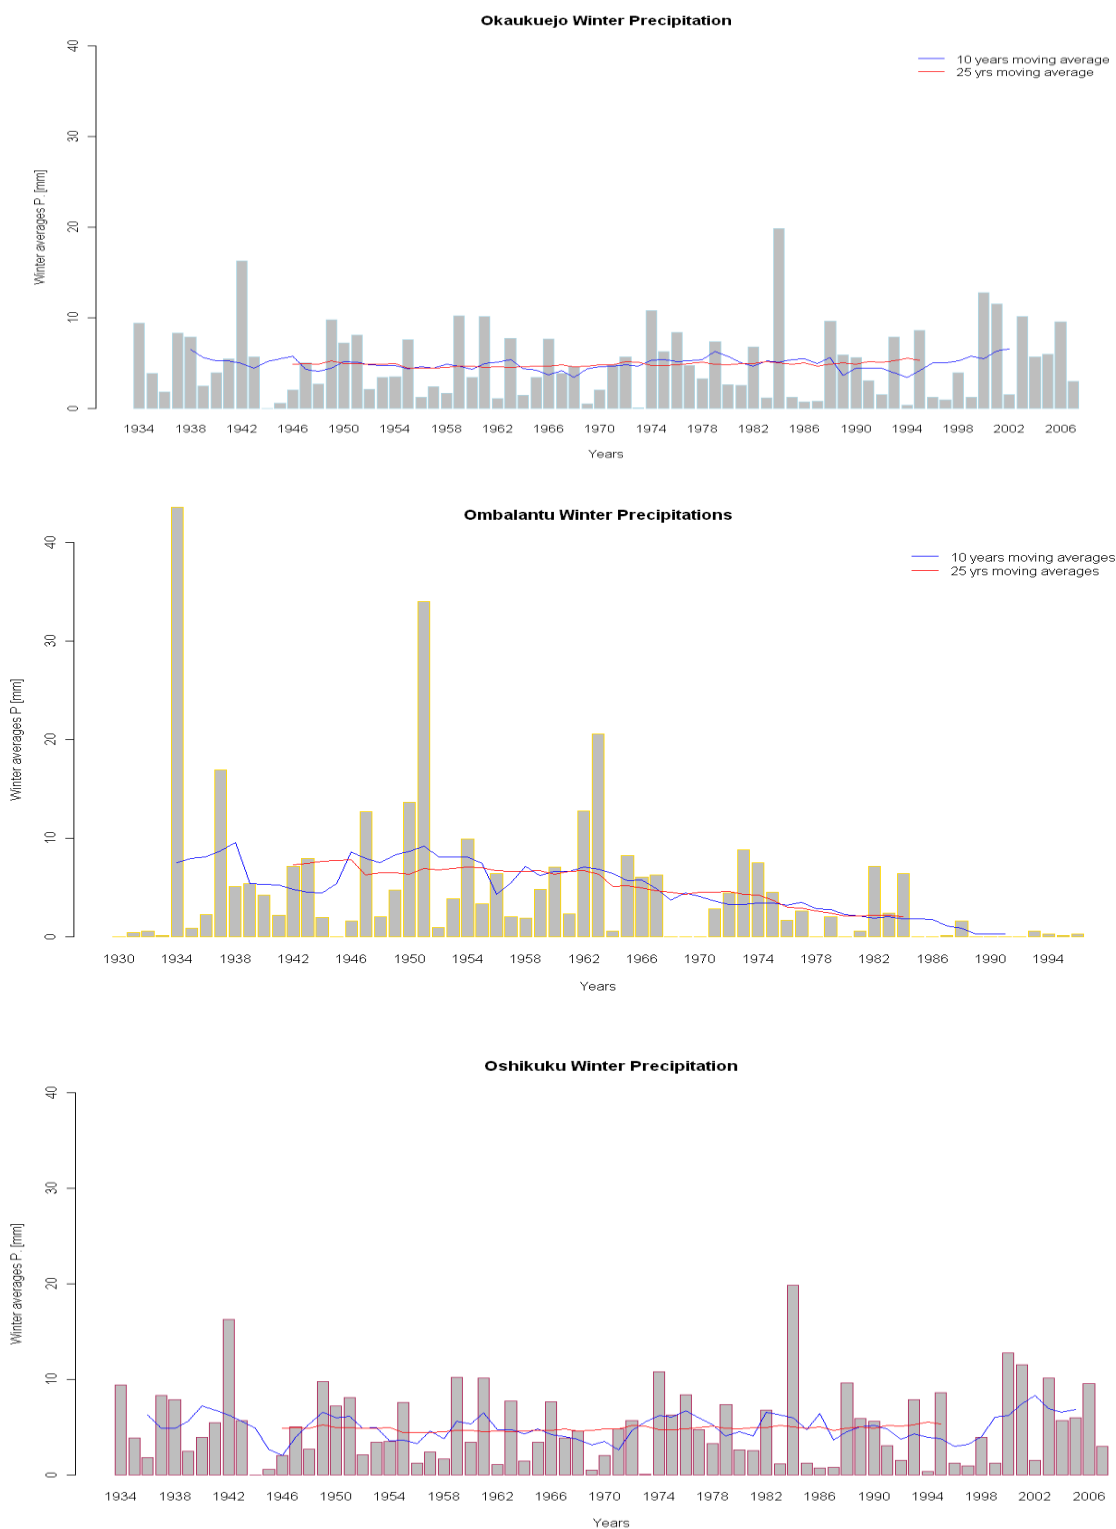 Okaukuejo Winter Precipitation
40
30
20
10
0
Winter averages P. [mm]
10 years moving average
25 yrs moving average
1934 1938 1942 1946 1950 1954 1958 1962 1966 1970 1974 1978 1982 1986 1990 1994 1998 2002 2006
Years
Ombalantu Winter Precipitations
40
30
20
10
0
Winter averages P [mm]
10 years moving averages
25 yrs moving averages
1930 1934 1938 1942 1946 1950 1954 1958 1962 1966 1970 1974 1978 1982 1986 1990 1994
Years
Oshikuku Winter Precipitation
40
30
20
10
0
Winter averages P. [mm]
1934 1938 1942 1946 1950 1954 1958 1962 1966 1970 1974 1978 1982 1986 1990 1994 1998 2002 2006
Years